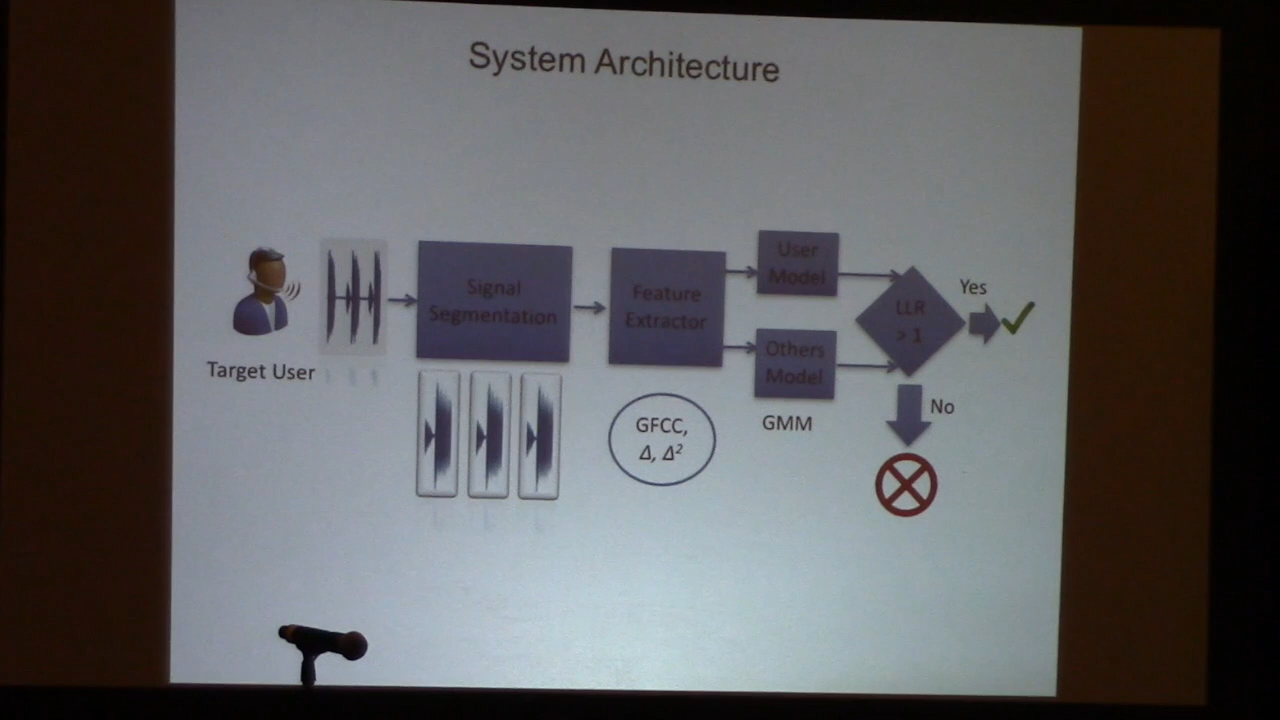 System Architecture
Target User
Signal
Segmentation
Feature
Extractor
GFCC,
Δ, Δ²
User
Model
Others
Model
GMM
LLR
> 1
Yes
No